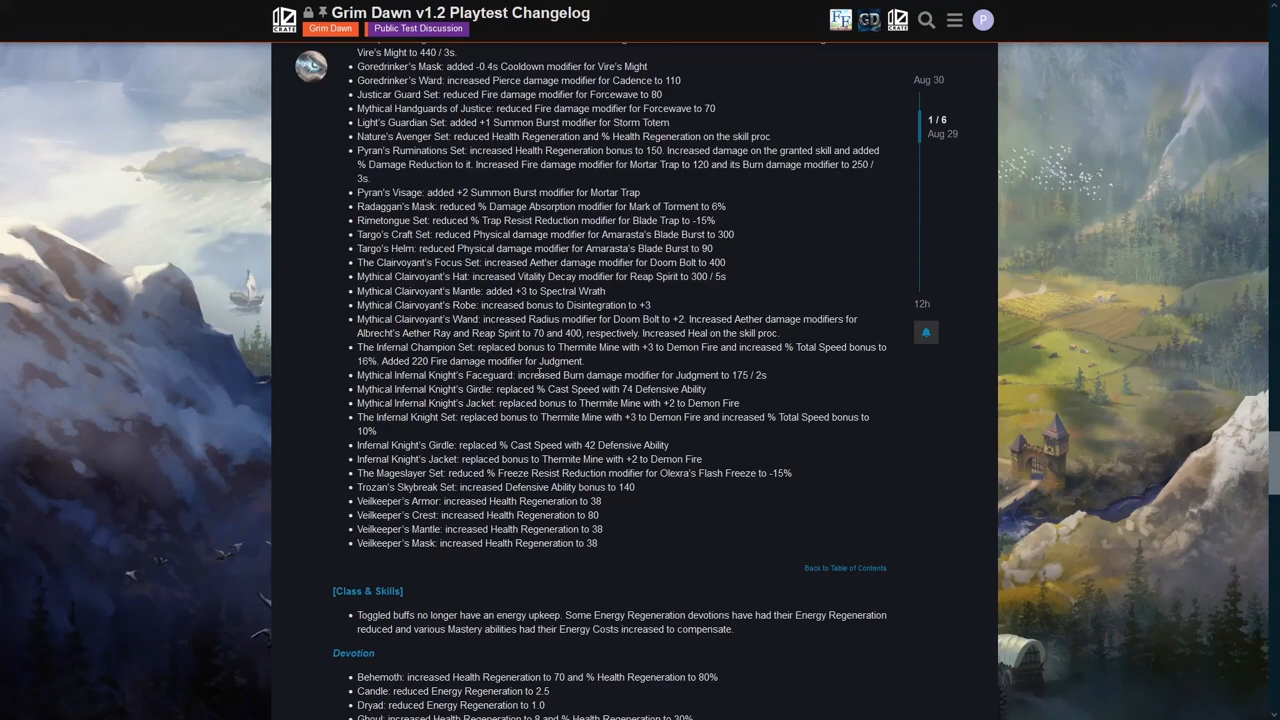 Grim Dawn v1.2 Playtest Changelog
CRATE
Grim Dawn
Public Test Discussion
FF
GD
CRATE
P
Vire's Might to 440 / 3s.
Goredrinker's Mask: added -0.4s Cooldown modifier for Vire's Might
Goredrinker's Ward: increased Pierce damage modifier for Cadence to 110
Justicar Guard Set: reduced Fire damage modifier for Forcewave to 80
Mythical Handguards of Justice: reduced Fire damage modifier for Forcewave to 70
Light's Guardian Set: added +1 Summon Burst modifier for Storm Totem
Nature's Avenger Set: reduced Health Regeneration and % Health Regeneration on the skill proc
Pyran's Ruminations Set: increased Health Regeneration bonus to 150. Increased damage on the granted skill and added
% Damage Reduction to it. Increased Fire damage modifier for Mortar Trap to 120 and its Burn damage modifier to 250 /
3s.
Pyran's Visage: added +2 Summon Burst modifier for Mortar Trap
Radaggan's Mask: reduced % Damage Absorption modifier for Mark of Torment to 6%
Rimetongue Set: reduced % Trap Resist Reduction modifier for Blade Trap to -15%
Targo's Craft Set: reduced Physical damage modifier for Amarasta's Blade Burst to 300
Targo's Helm: reduced Physical damage modifier for Amarasta's Blade Burst to 90
The Clairvoyant's Focus Set: increased Aether damage modifier for Doom Bolt to 400
Mythical Clairvoyant's Hat: increased Vitality Decay modifier for Reap Spirit to 300 / 5s
Mythical Clairvoyant's Mantle: added +3 to Spectral Wrath
Mythical Clairvoyant's Robe: increased bonus to Disintegration to +3
Mythical Clairvoyant's Wand: increased Radius modifier for Doom Bolt to +2. Increased Aether damage modifiers for
Albrecht's Aether Ray and Reap Spirit to 70 and 400, respectively. Increased Heal on the skill proc.
The Infernal Champion Set: replaced bonus to Thermite Mine with +3 to Demon Fire and increased % Total Speed bonus to
16%. Added 220 Fire damage modifier for Judgment.
Mythical Infernal Knight's Faceguard: increased Burn damage modifier for Judgment to 175 / 2s
Mythical Infernal Knight's Girdle: replaced % Cast Speed with 74 Defensive Ability
Mythical Infernal Knight's Jacket: replaced bonus to Thermite Mine with +2 to Demon Fire
The Infernal Knight Set: replaced bonus to Thermite Mine with +3 to Demon Fire and increased % Total Speed bonus to
10%
Infernal Knight's Girdle: replaced % Cast Speed with 42 Defensive Ability
Infernal Knight's Jacket: replaced bonus to Thermite Mine with +2 to Demon Fire
The Mageslayer Set: reduced % Freeze Resist Reduction modifier for Olexra's Flash Freeze to -15%
Trozan's Skybreak Set: increased Defensive Ability bonus to 140
Veilkeeper's Armor: increased Health Regeneration to 38
Veilkeeper's Crest: increased Health Regeneration to 80
Veilkeeper's Mantle: increased Health Regeneration to 38
Veilkeeper's Mask: increased Health Regeneration to 38
Back to Table of Contents
[Class & Skills]
Toggled buffs no longer have an energy upkeep. Some Energy Regeneration devotions have had their Energy Regeneration
reduced and various Mastery abilities had their Energy Costs increased to compensate.
Devotion
Behemoth: increased Health Regeneration to 70 and % Health Regeneration to 80%
Candle: reduced Energy Regeneration to 2.5
Dryad: reduced Energy Regeneration to 1.0
Ghoul: increased Health Regeneration to 8 and % Health Regeneration to 30%
Aug 30
1 / 6
Aug 29
12h